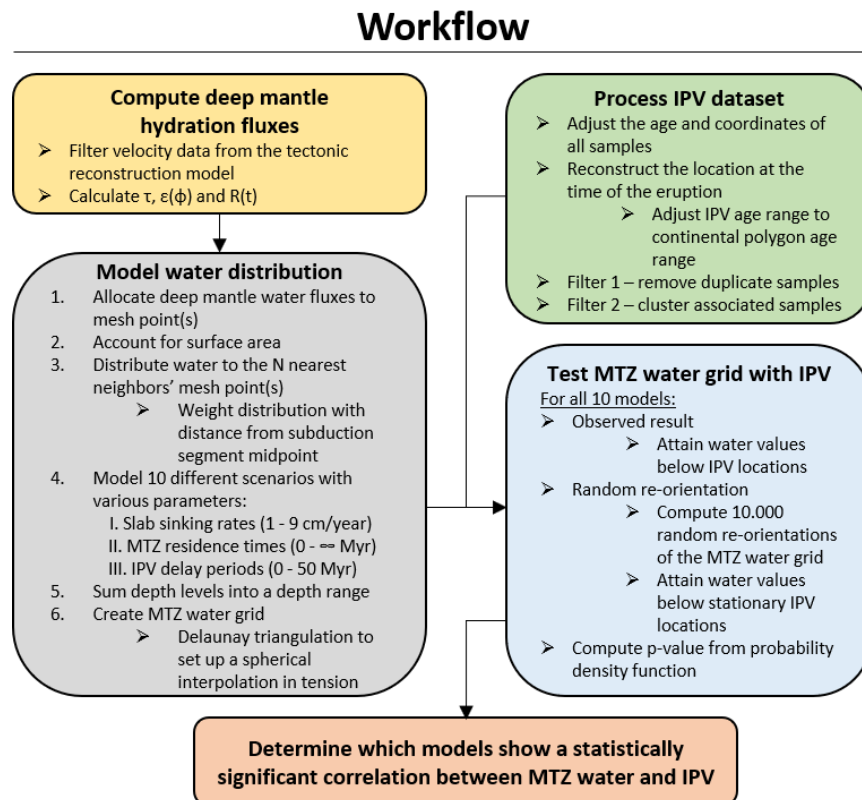 Workflow
Compute deep mantle
hydration fluxes
➤ Filter velocity data from the tectonic
reconstruction model
➤ Calculate τ, ε(ϕ) and R(t)
Model water distribution
1. Allocate deep mantle water fluxes to
mesh point(s)
2. Account for surface area
3. Distribute water to the N nearest
neighbors’ mesh point(s)
➤ Weight distribution with
distance from subduction
segment midpoint
4. Model 10 different scenarios with
various parameters:
I. Slab sinking rates (1 - 9 cm/year)
II. MTZ residence times (0 - ∞ Myr)
III. IPV delay periods (0 - 50 Myr)
5. Sum depth levels into a depth range
6. Create MTZ water grid
➤ Delaunay triangulation to
set up a spherical
interpolation in tension
Process IPV dataset
➤ Adjust the age and coordinates of
all samples
➤ Reconstruct the location at the
time of the eruption
➤ Adjust IPV age range to
continental polygon age
range
➤ Filter 1 – remove duplicate samples
➤ Filter 2 – cluster associated samples
Test MTZ water grid with IPV
For all 10 models:
➤ Observed result
➤ Attain water values
below IPV locations
➤ Random re-orientation
➤ Compute 10.000
random re-orientations
of the MTZ water grid
➤ Attain water values
below stationary IPV
locations
➤ Compute p-value from probability
density function
Determine which models show a statistically
significant correlation between MTZ water and IPV